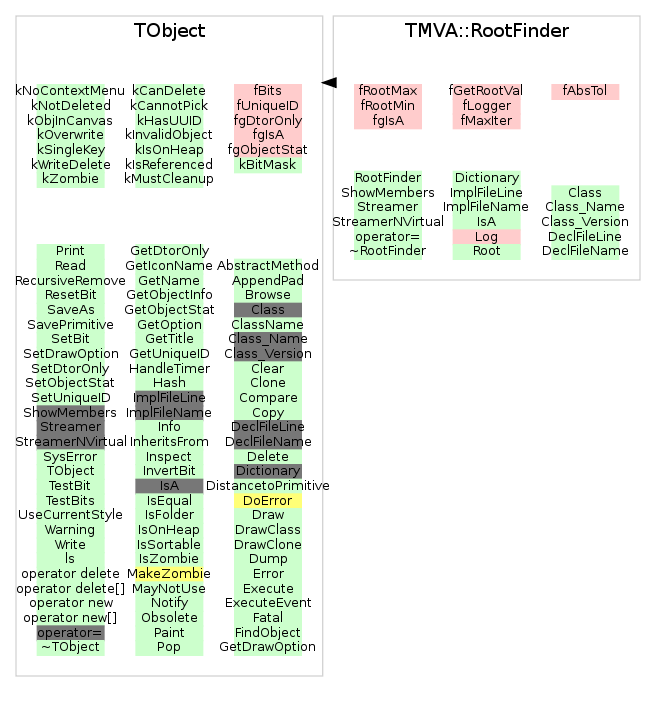 TObject
kNoContextMenu
kNotDeleted
kObjInCanvas
kOverwrite
kSingleKey
kWriteDelete
kZombie
kCanDelete
kCannotPick
kHasUUID
kInvalidObject
kIsOnHeap
kIsReferenced
kMustCleanup
fBits
fUniqueID
fgDtorOnly
fgIsA
fgObjectStat
kBitMask
Print
Read
RecursiveRemove
ResetBit
SaveAs
SavePrimitive
SetBit
SetDrawOption
SetDtorOnly
SetObjectStat
SetUniqueID
ShowMembers
Streamer
StreamerNVirtual
SysError
TObject
TestBit
TestBits
UseCurrentStyle
Warning
Write
ls
operator delete
operator delete[]
operator new
operator new[]
operator=
~TObject
GetDtorOnly
GetIconName
GetName
GetObjectInfo
GetObjectStat
GetOption
GetTitle
GetUniqueID
HandleTimer
Hash
ImplFileLine
ImplFileName
Info
InheritsFrom
Inspect
InvertBit
IsA
IsEqual
IsFolder
IsOnHeap
IsSortable
IsZombie
MakeZombie
MayNotUse
Notify
Obsolete
Paint
Pop
AbstractMethod
AppendPad
Browse
Class
ClassName
Class_Name
Class_Version
Clear
Clone
Compare
Copy
DeclFileLine
DeclFileName
Delete
Dictionary
DistancetoPrimitive
DoError
Draw
DrawClass
DrawClone
Dump
Error
Execute
ExecuteEvent
Fatal
FindObject
GetDrawOption
TMVA::RootFinder
fRootMax
fRootMin
fgIsA
fGetRootVal
fLogger
fMaxIter
fAbsTol
RootFinder
ShowMembers
Streamer
StreamerNVirtual
operator=
~RootFinder
Dictionary
ImplFileLine
ImplFileName
IsA
Log
Root
Class
Class_Name
Class_Version
DeclFileLine
DeclFileName